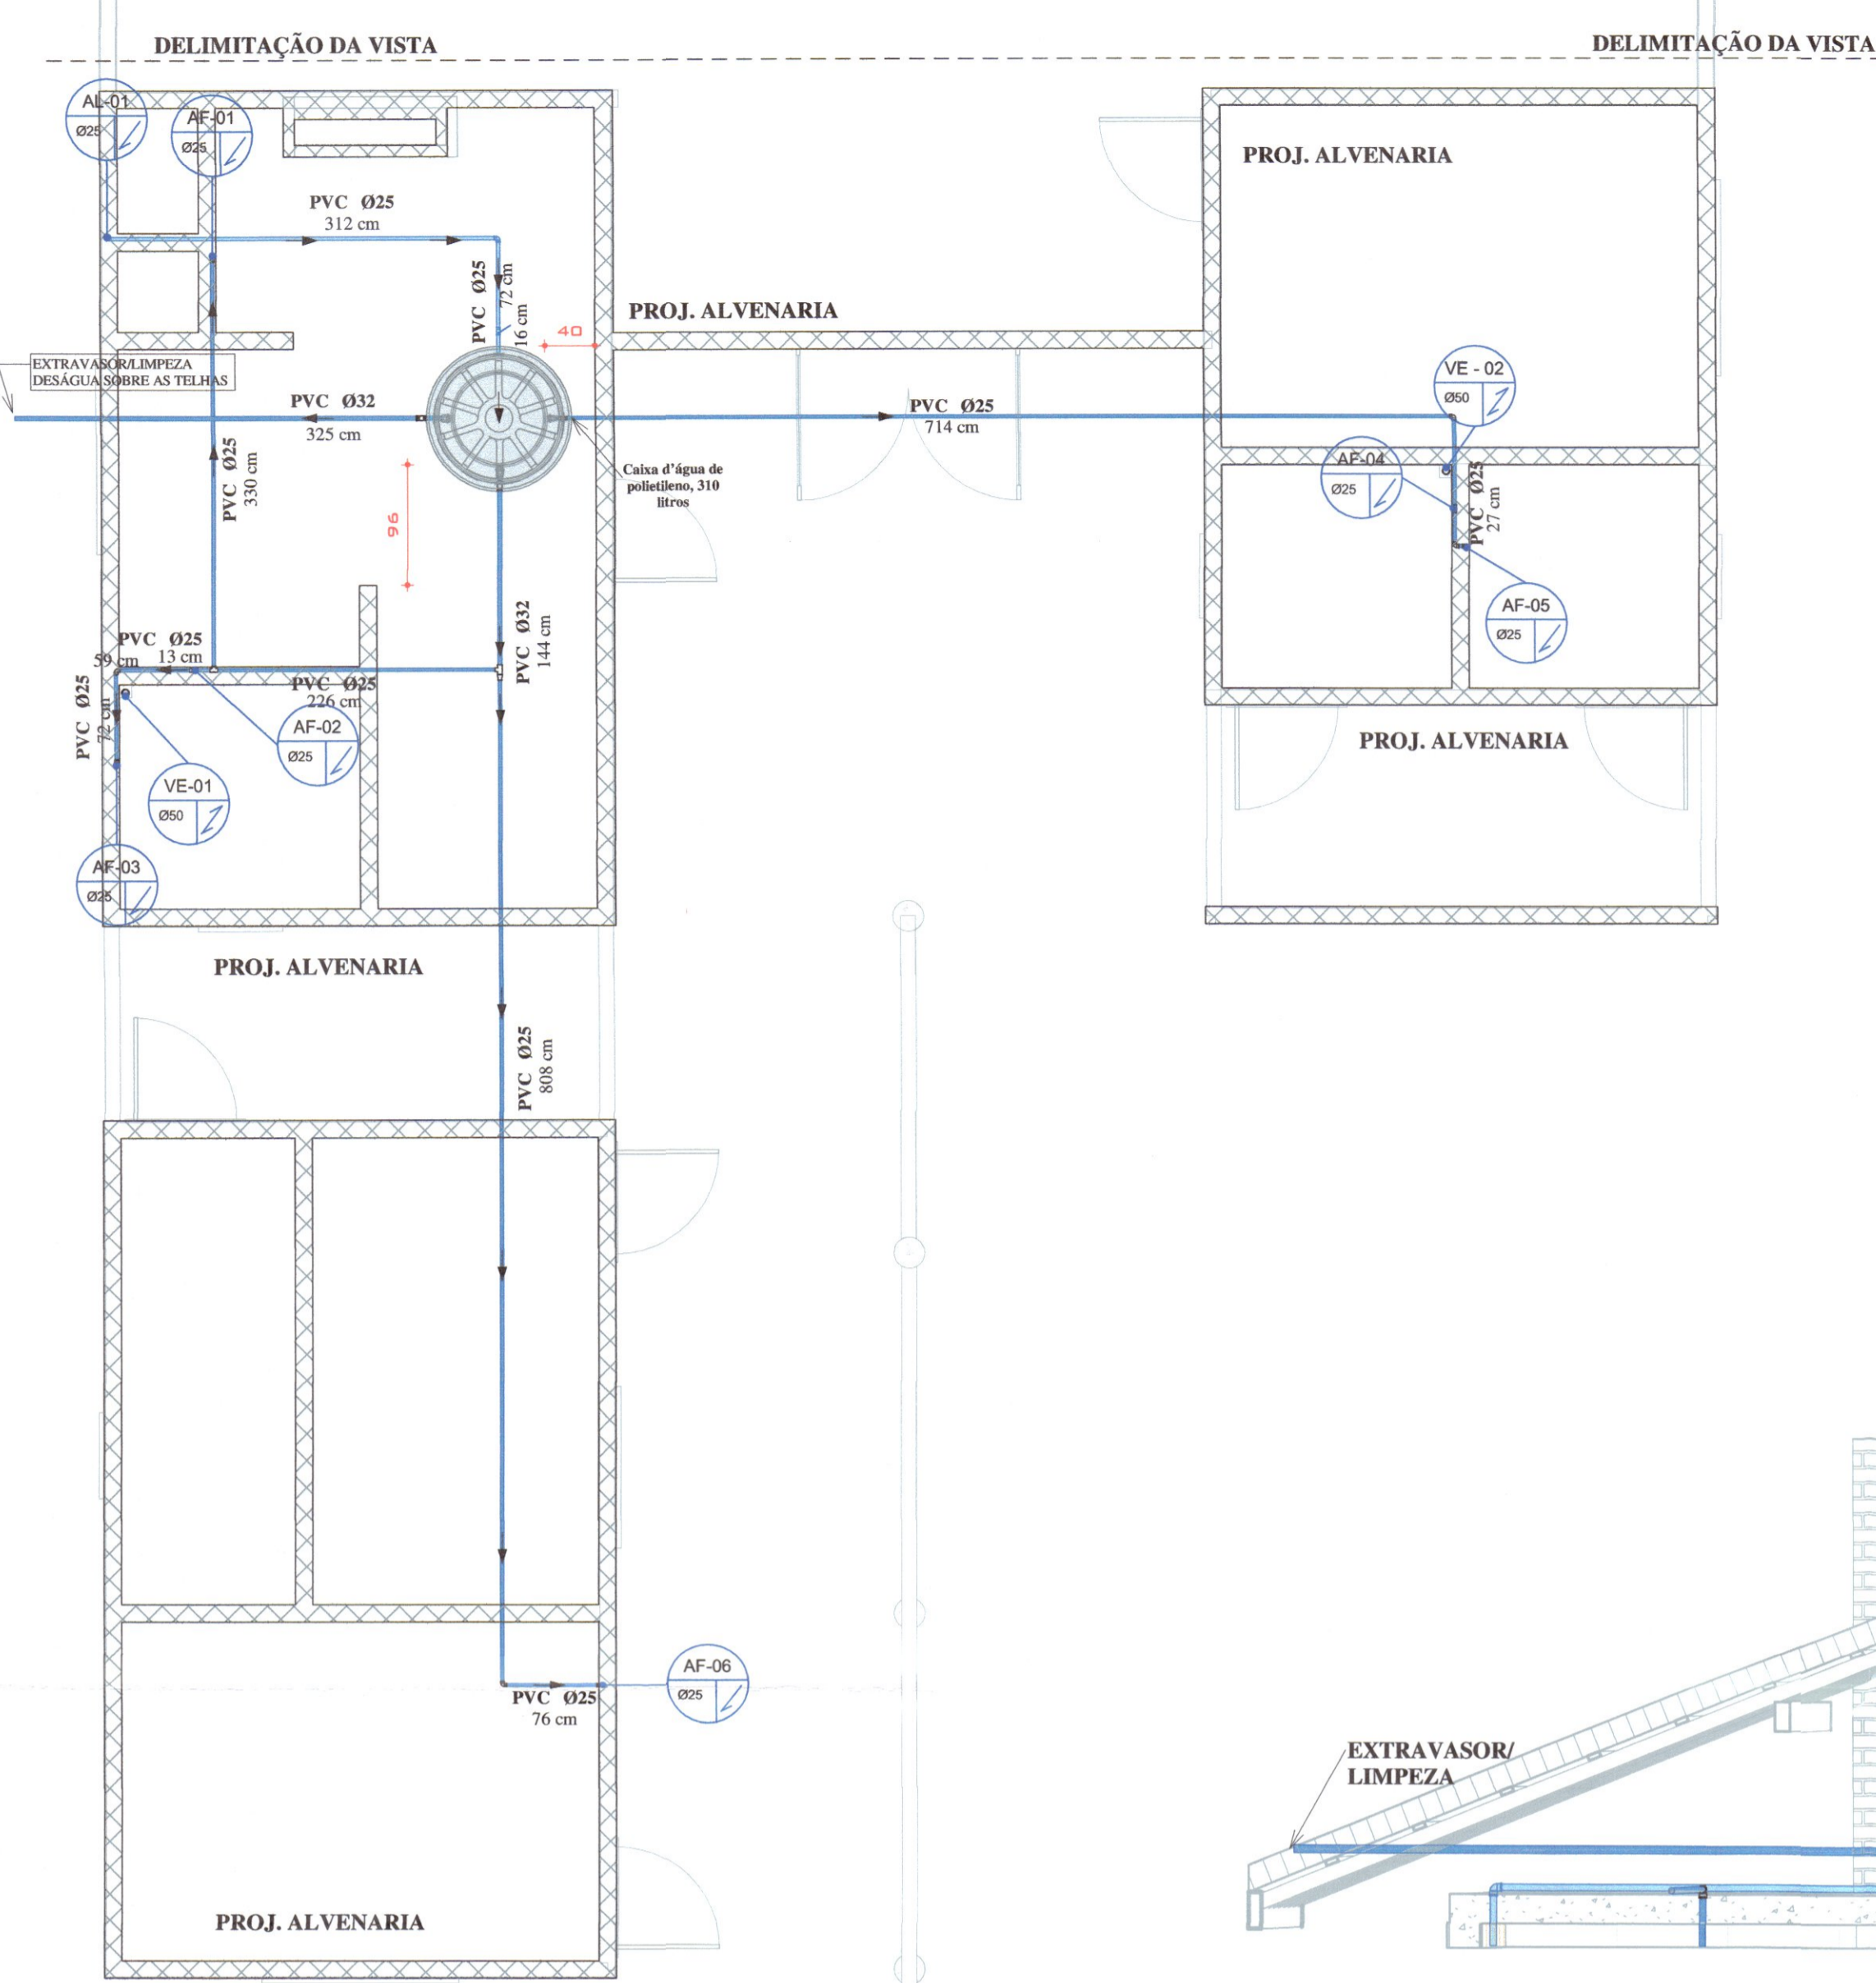 DELIMITAÇÃO DA VISTA
DELIMITAÇÃO DA VISTA
AL-01
Ø25
AF-01
Ø25
PROJ. ALVENARIA
PVC Ø25
312 cm
PVC Ø25
72 cm
16 cm
40
PROJ. ALVENARIA
EXTRAVASOR/LIMPEZA
DESÁGUA SOBRE AS TELHAS
VE - 02
Ø50
PVC Ø32
325 cm
PVC Ø25
714 cm
PVC Ø25
330 cm
Caixa d'água de
polietileno, 310
litros
AF-04
Ø25
PVC Ø25
27 cm
96
AF-05
Ø25
PVC Ø32
144 cm
PVC Ø25
59 cm
13 cm
PVC Ø25
72 cm
PVC Ø25
226 cm
AF-02
Ø25
VE-01
Ø50
PROJ. ALVENARIA
AF-03
Ø25
PROJ. ALVENARIA
PVC Ø25
808 cm
AF-06
Ø25
PVC Ø25
76 cm
EXTRAVASOR/
LIMPEZA
PROJ. ALVENARIA